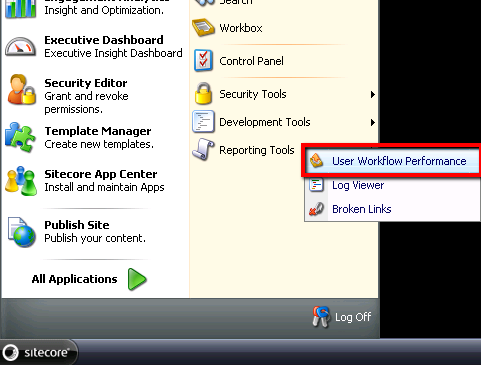 Insight and Optimization.
Executive Dashboard
Executive Insight Dashboard
Security Editor
Grant and revoke
permissions.
Template Manager
Create new templates.
Sitecore App Center
Install and maintain Apps
Publish Site
Publish your content.
All Applications
Search
Workbox
Control Panel
Security Tools
Development Tools
Reporting Tools
User Workflow Performance
Log Viewer
Broken Links
Log Off
sitecore